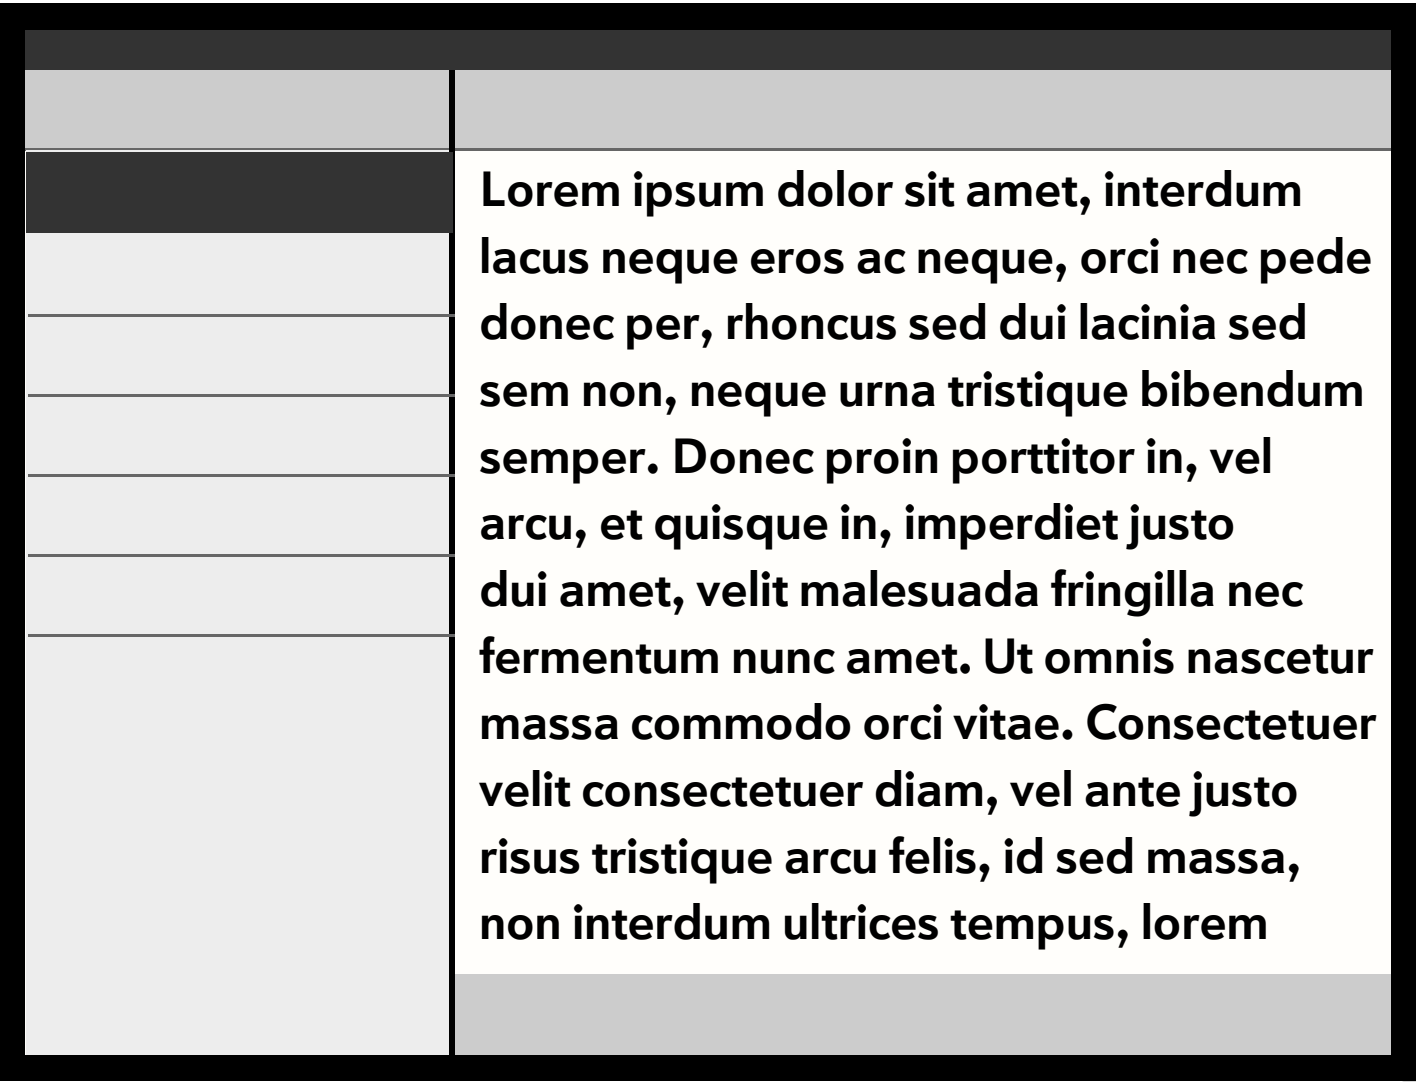 Lorem ipsum dolor sit amet, interdum
lacus neque eros ac neque, orci nec pede
donec per, rhoncus sed dui lacinia sed
sem non, neque urna tristique bibendum
semper. Donec proin porttitor in, vel
arcu, et quisque in, imperdiet justo
dui amet, velit malesuada fringilla nec
fermentum nunc amet. Ut omnis nascetur
massa commodo orci vitae. Consectetuer
velit consectetuer diam, vel ante justo
risus tristique arcu felis, id sed massa,
non interdum ultrices tempus, lorem